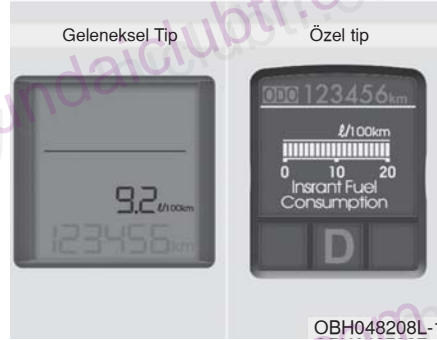 Geleneksel Tip
Özel tip
9.2 ℓ/100km
123456km
ODO 123456km
ℓ/100km
0 10 20
Insrant Fuel
Consumption
D
OBH048208L-1